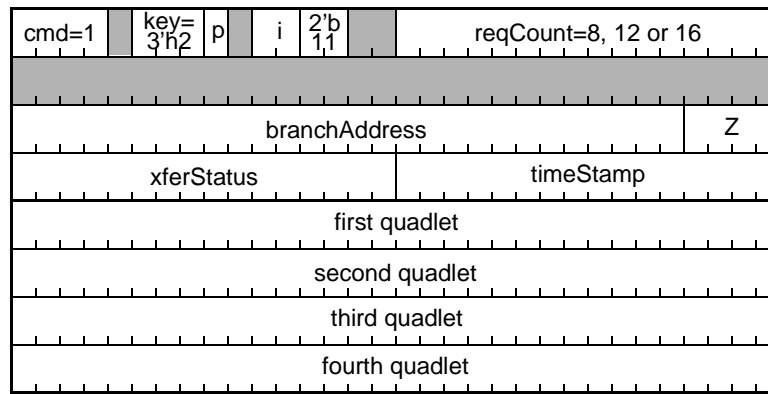 cmd=1 key= 3'h2 p i 2'b 11 reqCount=8, 12 or 16
branchAddress Z
xferStatus timeStamp
first quadlet
second quadlet
third quadlet
fourth quadlet